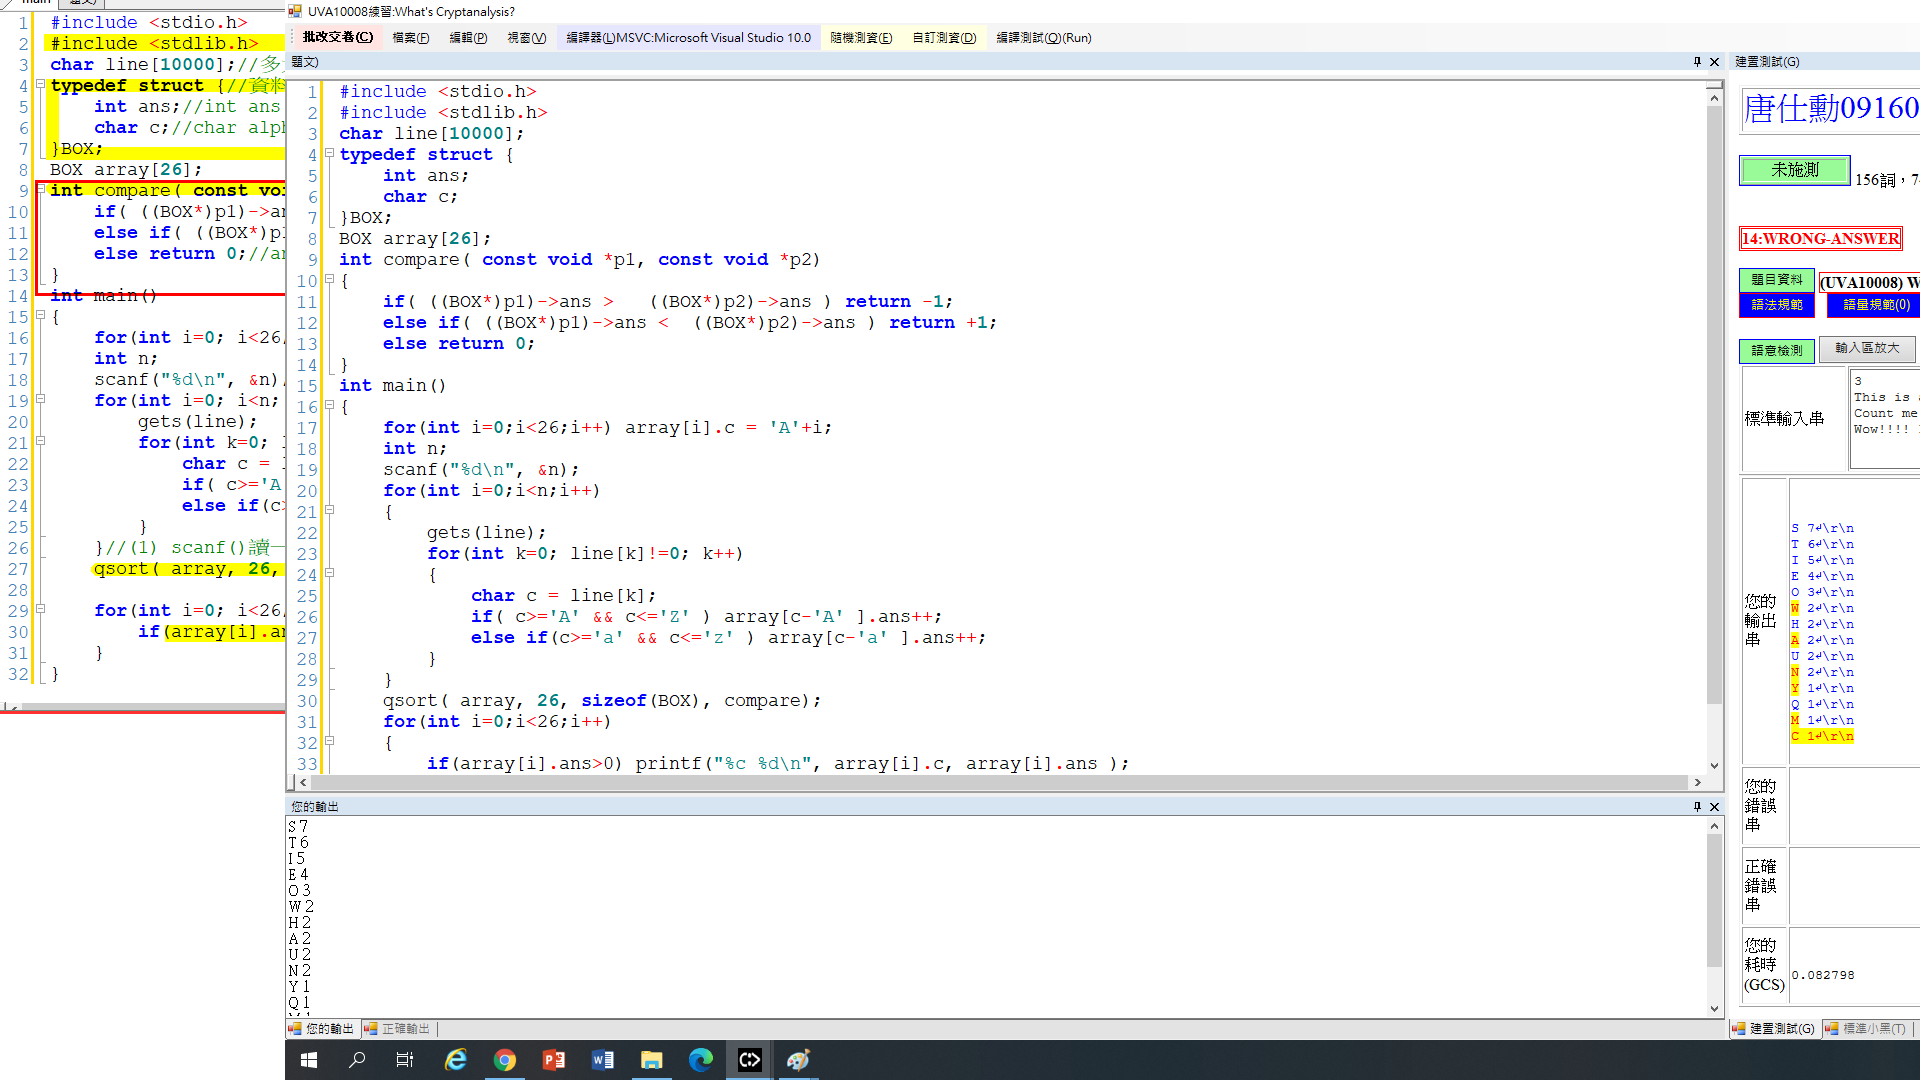 main 題文)
1 #include <stdio.h>
2 #include <stdlib.h>
3 char line[10000];//多
4 typedef struct {//資料
5 int ans;//int ans
6 char c;//char alph
7 }BOX;
8 BOX array[26];
9 int compare( const voi
10 if( ((BOX*)p1)->an
11 else if( ((BOX*)p
12 else return 0;//a
13 }
14 int main()
15 {
16 for(int i=0; i<26
17 int n;
18 scanf("%d\n", &n)
19 for(int i=0; i<n;
20 gets(line);
21 for(int k=0;
22 char c =
23 if( c>='A
24 else if(c>
25 }
26 }//(1) scanf()讀一
27 qsort( array, 26,
28
29 for(int i=0; i<26
30 if(array[i].an
31 }
32 }
UVA10008練習:What's Cryptanalysis?
批改交卷(C) 檔案(F) 編輯(P) 視窗(V) 編譯器(L)MSVC:Microsoft Visual Studio 10.0 隨機測資(E) 自訂測資(D) 編譯測試(Q)(Run)
題文)
1 #include <stdio.h>
2 #include <stdlib.h>
3 char line[10000];
4 typedef struct {
5 int ans;
6 char c;
7 }BOX;
8 BOX array[26];
9 int compare( const void *p1, const void *p2)
10 {
11 if( ((BOX*)p1)->ans > ((BOX*)p2)->ans ) return -1;
12 else if( ((BOX*)p1)->ans < ((BOX*)p2)->ans ) return +1;
13 else return 0;
14 }
15 int main()
16 {
17 for(int i=0;i<26;i++) array[i].c = 'A'+i;
18 int n;
19 scanf("%d\n", &n);
20 for(int i=0;i<n;i++)
21 {
22 gets(line);
23 for(int k=0; line[k]!=0; k++)
24 {
25 char c = line[k];
26 if( c>='A' && c<='Z' ) array[c-'A' ].ans++;
27 else if(c>='a' && c<='z' ) array[c-'a' ].ans++;
28 }
29 }
30 qsort( array, 26, sizeof(BOX), compare);
31 for(int i=0;i<26;i++)
32 {
33 if(array[i].ans>0) printf("%c %d\n", array[i].c, array[i].ans );
您的輸出
S 7
T 6
I 5
E 4
O 3
W 2
H 2
A 2
U 2
N 2
Y 1
Q 1
您的輸出 正確輸出
建置測試(G)
唐仕勳09160
未施測 156詞，7
14:WRONG-ANSWER
題目資料 (UVA10008) W
語法規範 語量規範(0)
語意檢測 輸入區放大
標準輸入串
3
This is
Count me
Wow!!!!
您的輸出串
S 7↲\r\n
T 6↲\r\n
I 5↲\r\n
E 4↲\r\n
O 3↲\r\n
W 2↲\r\n
H 2↲\r\n
A 2↲\r\n
U 2↲\r\n
N 2↲\r\n
Y 1↲\r\n
Q 1↲\r\n
M 1↲\r\n
C 1↲\r\n
您的錯誤串
正確錯誤串
您的耗時(GCS) 0.082798
建置測試(G) 標準小黑(T)